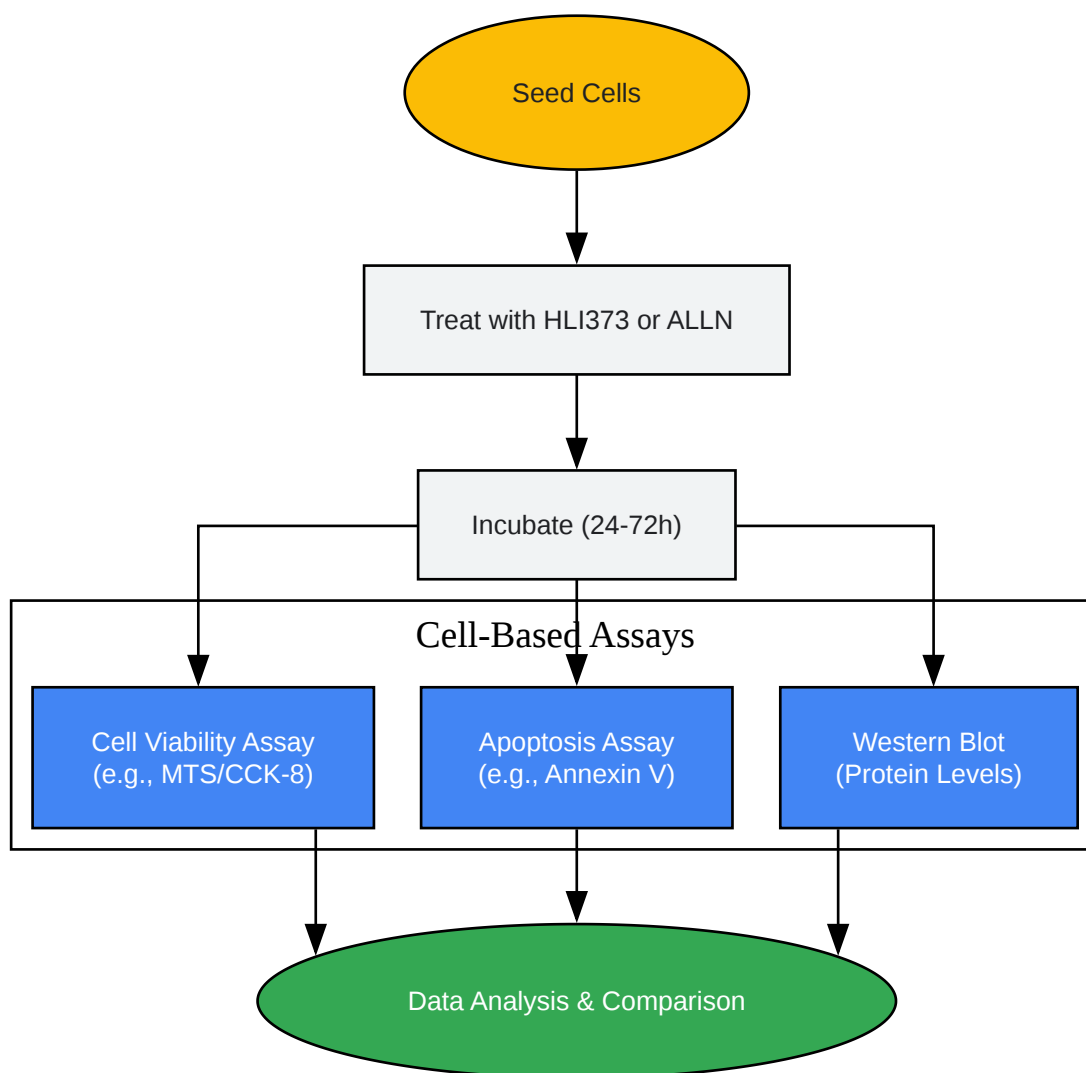 Seed Cells
Treat with HLI373 or ALLN
Incubate (24-72h)
Cell-Based Assays
Cell Viability Assay
(e.g., MTS/CCK-8)
Apoptosis Assay
(e.g., Annexin V)
Western Blot
(Protein Levels)
Data Analysis & Comparison